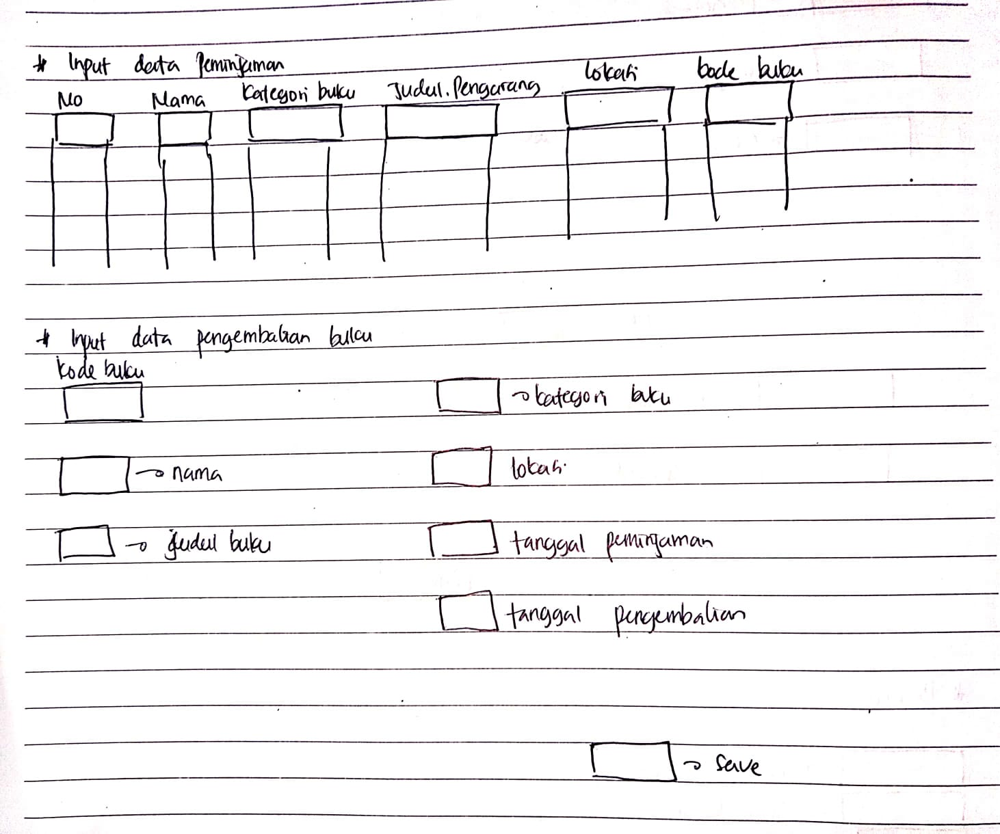 * Input data Peminjaman
No Nama Kategori buku Judul. Pengarang lokasi kode buku
* Input data pengembalian buku
kode buku
→ kategori buku
→ nama lokasi
→ judul buku tanggal peminjaman
tanggal pengembalian
→ Save